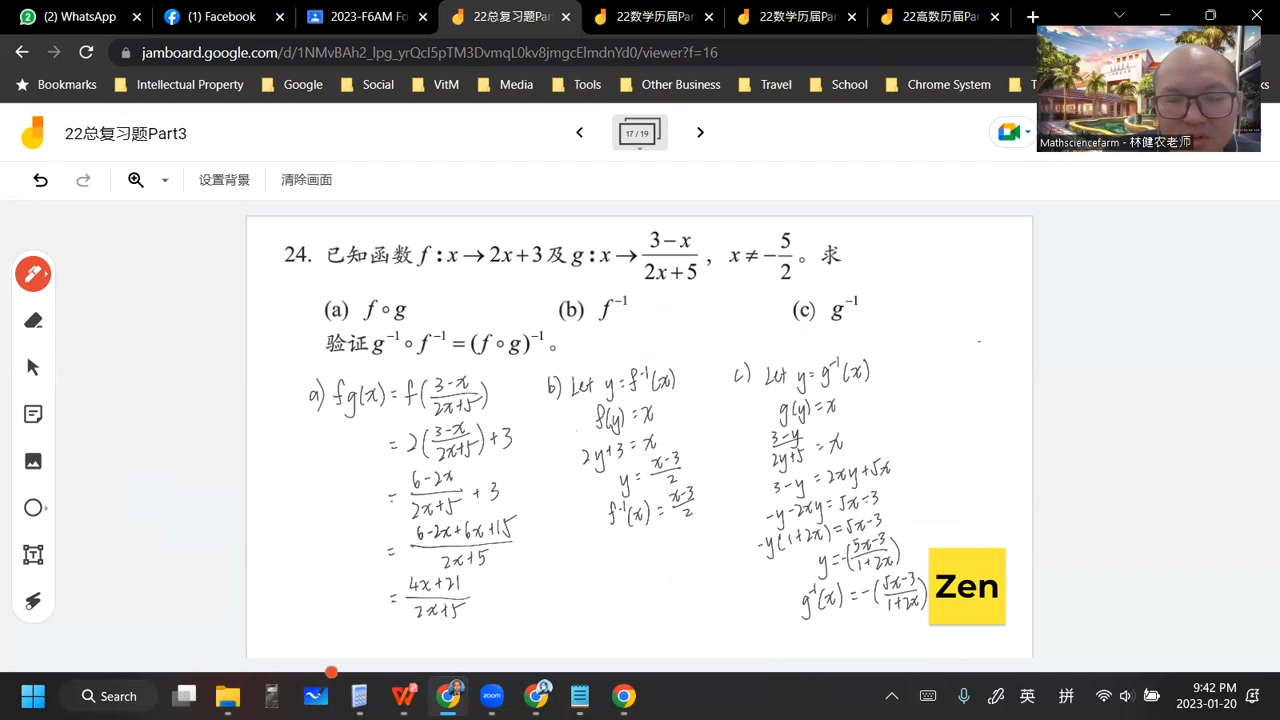 (2) WhatsApp
(1) Facebook
2023-F6AM Fo
22总复习题Part
22数学历届Part
22数学历届Part
22高数历届Part
jamboard.google.com/d/1NMvBAh2_lpg_yrQcl5pTM3DvmqL0kv8jmgcElmdnYd0/viewer?f=16
Bookmarks
Intellectual Property
Google
Social
VitM
Media
Tools
Other Business
Travel
School
Chrome System
Mathsciencefarm - 林健农老师
22总复习题Part3
17 / 19
设置背景
清除画面
24. 已知函数 f : x → 2x + 3 及 g : x → (3 − x)/(2x + 5) , x ≠ −5/2 。求
(a) f ∘ g (b) f⁻¹ (c) g⁻¹
验证 g⁻¹ ∘ f⁻¹ = (f ∘ g)⁻¹ 。
a) fg(x) = f((3-x)/(2x+5))
= 2((3-x)/(2x+5)) + 3
= (6-2x)/(2x+5) + 3
= (6-2x+6x+15)/(2x+5)
= (4x+21)/(2x+5)
b) Let y = f⁻¹(x)
f(y) = x
2y+3 = x
y = (x-3)/2
f⁻¹(x) = (x-3)/2
c) Let y = g⁻¹(x)
g(y) = x
(3-y)/(2y+5) = x
3-y = 2xy+5x
-y-2xy = 5x-3
-y(1+2x) = 5x-3
y = -((5x-3)/(1+2x))
g⁻¹(x) = -((5x-3)/(1+2x))
Zen
Search
zoom
英
拼
9:42 PM
2023-01-20